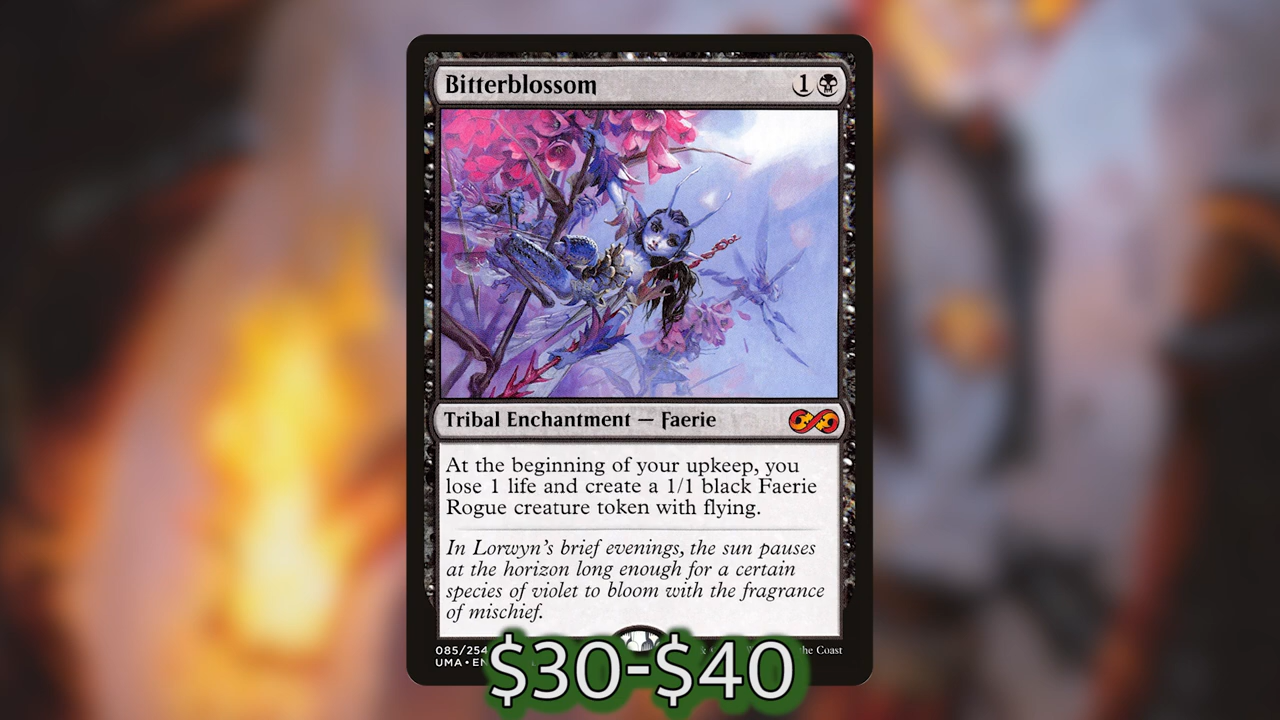 Bitterblossom 1
Tribal Enchantment — Faerie
At the beginning of your upkeep, you
lose 1 life and create a 1/1 black Faerie
Rogue creature token with flying.
In Lorwyn's brief evenings, the sun pauses
at the horizon long enough for a certain
species of violet to bloom with the fragrance
of mischief.
085/254
the Coast
UMA • EN
$30-$40